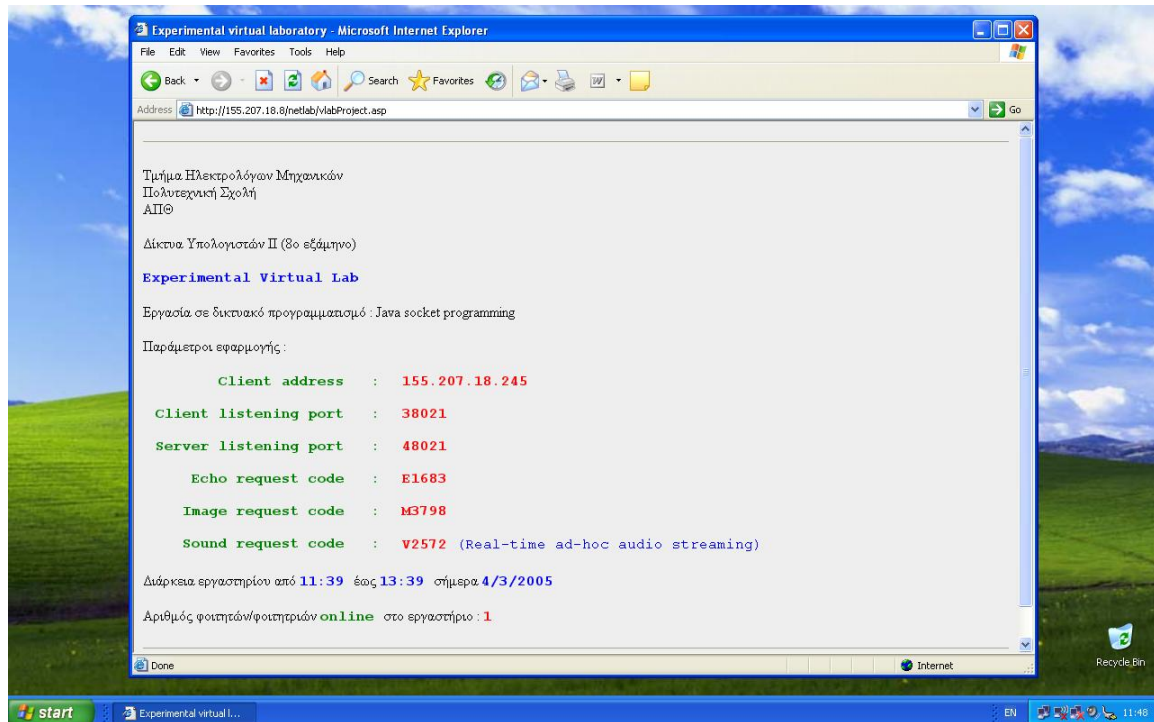 Experimental virtual laboratory - Microsoft Internet Explorer
File Edit View Favorites Tools Help
Back Search Favorites
Address http://155.207.18.8/netlab/vlabProject.asp Go
Τμήμα Ηλεκτρολόγων Μηχανικών
Πολυτεχνική Σχολή
ΑΠΘ
Δίκτυα Υπολογιστών ΙΙ (8ο εξάμηνο)
Experimental Virtual Lab
Εργασία σε δικτυακό προγραμματισμό : Java socket programming
Παράμετροι εφαρμογής :
Client address : 155.207.18.245
Client listening port : 38021
Server listening port : 48021
Echo request code : E1683
Image request code : M3798
Sound request code : V2572 (Real-time ad-hoc audio streaming)
Διάρκεια εργαστηρίου από 11:39 έως 13:39 σήμερα 4/3/2005
Αριθμός φοιτητών/φοιτητριών online στο εργαστήριο : 1
Done Internet
Recycle Bin
start Experimental virtual l... EN 11:48